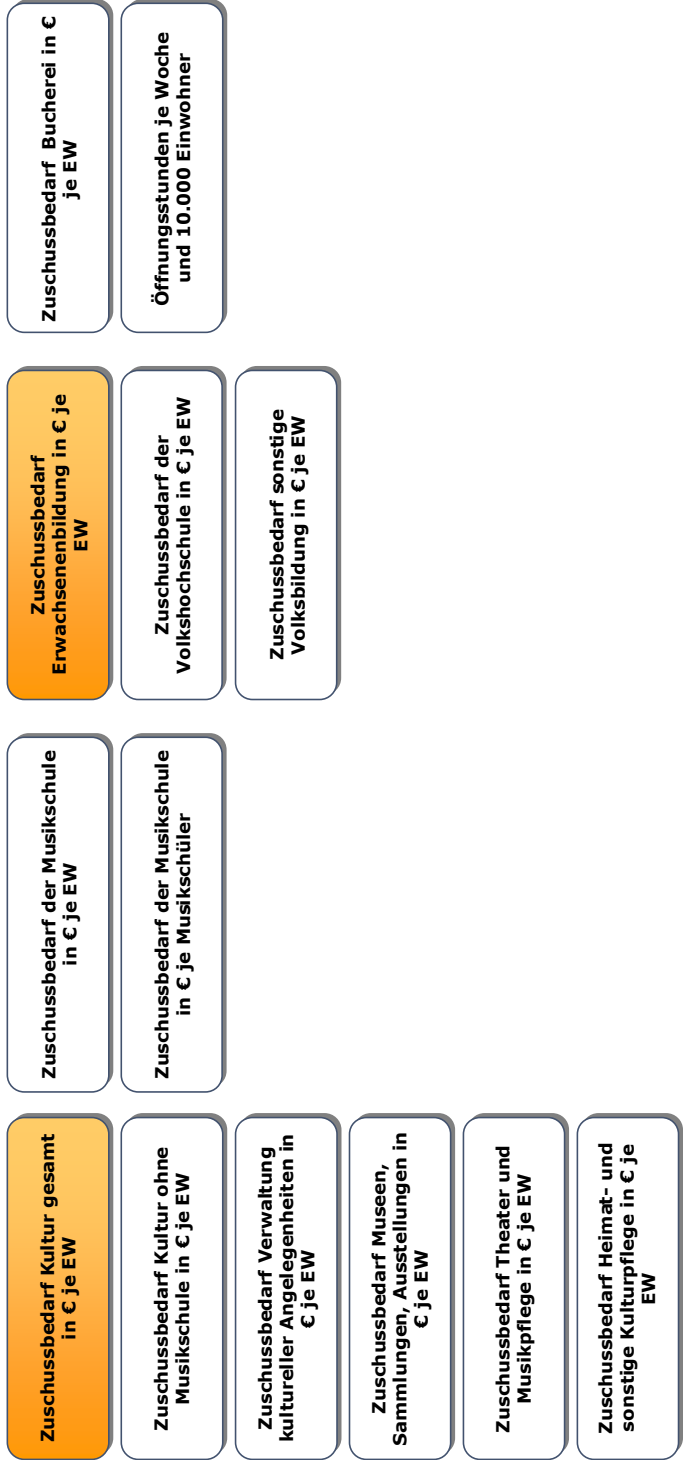 Zuschussbedarf Kultur gesamt
in € je EW
Zuschussbedarf Kultur ohne
Musikschule in € je EW
Zuschussbedarf Verwaltung
kultureller Angelegenheiten in
€ je EW
Zuschussbedarf Museen,
Sammlungen, Ausstellungen in
€ je EW
Zuschussbedarf Theater und
Musikpflege in € je EW
Zuschussbedarf Heimat- und
sonstige Kulturpflege in € je
EW
Zuschussbedarf der Musikschule
in € je EW
Zuschussbedarf der Musikschule
in € je Musikschüler
Zuschussbedarf
Erwachsenenbildung in € je
EW
Zuschussbedarf der
Volkshochschule in € je EW
Zuschussbedarf sonstige
Volksbildung in € je EW
Zuschussbedarf Bucherei in €
je EW
Öffnungsstunden je Woche
und 10.000 Einwohner